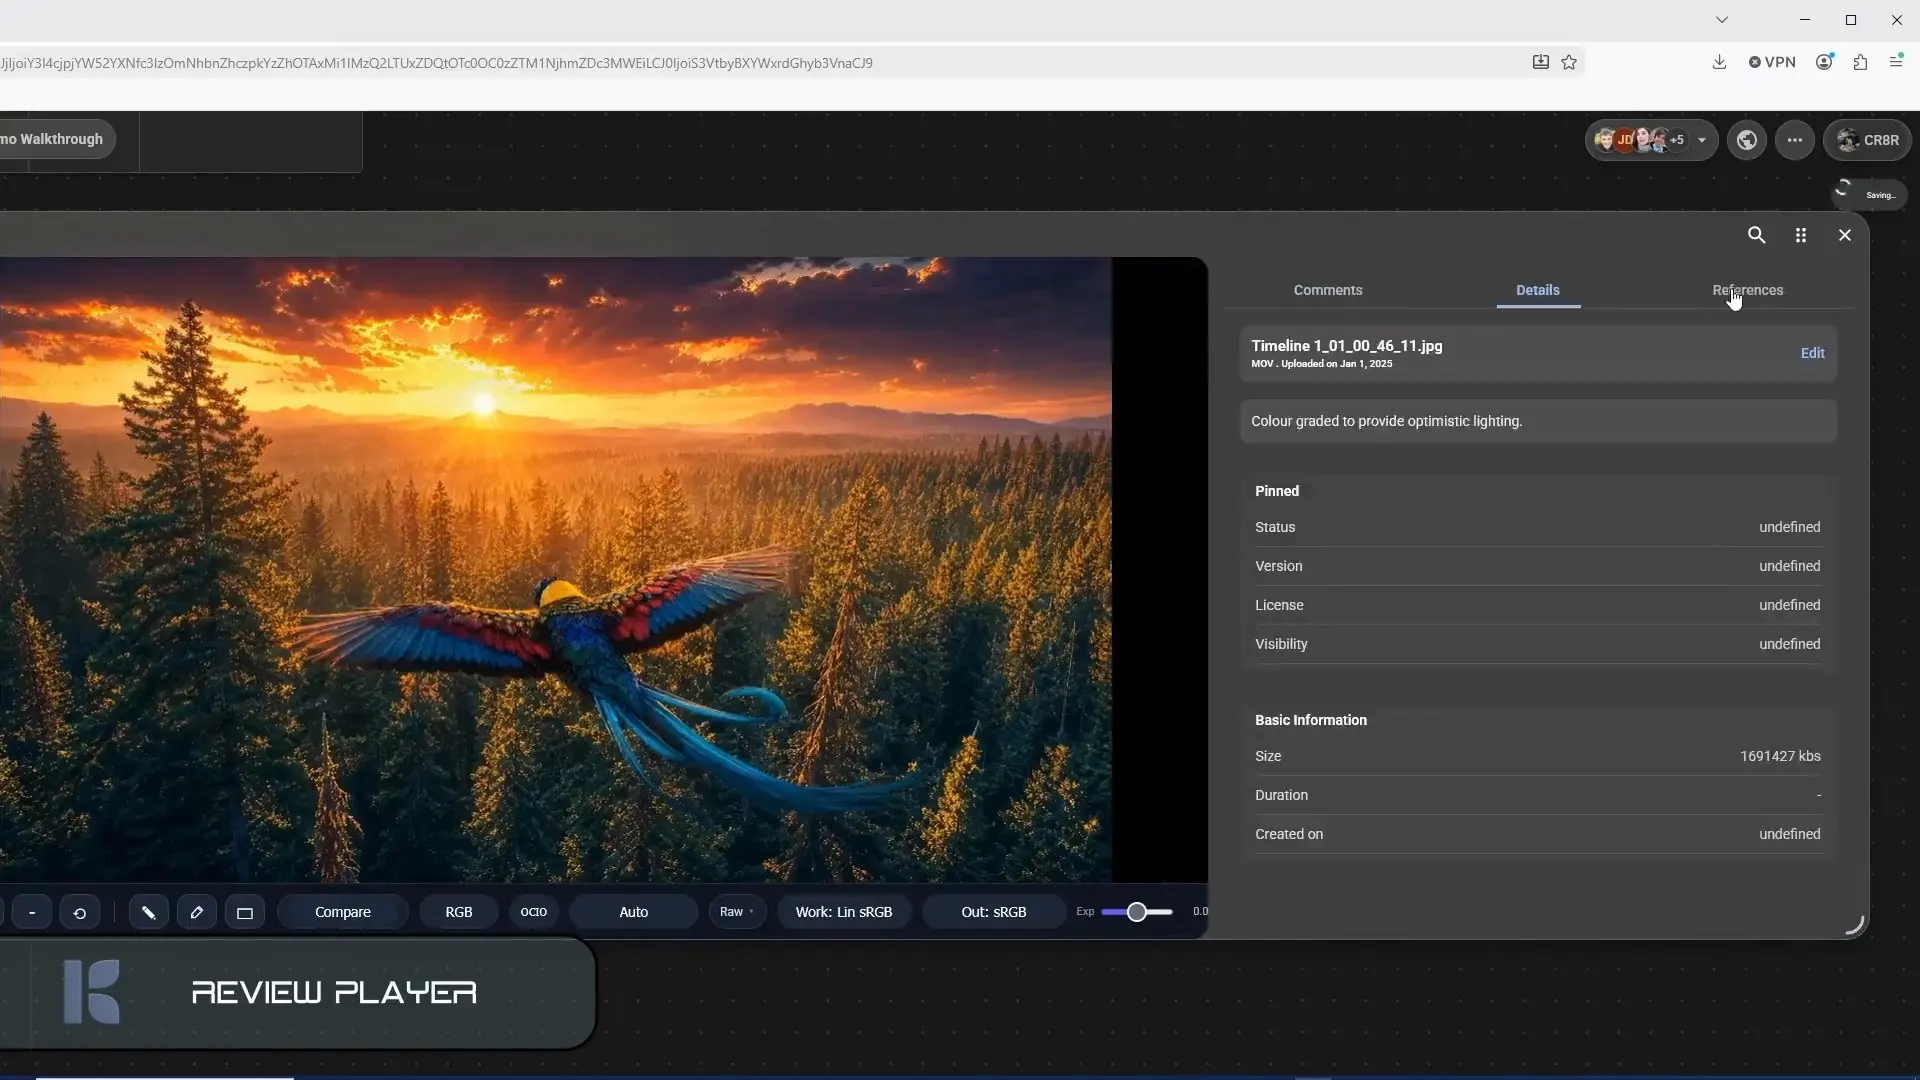 VPN
mo Walkthrough
JD
+5
CR8R
Saving...
Comments
Details
References
Timeline 1_01_00_46_11.jpg
Edit
MOV . Uploaded on Jan 1, 2025
Colour graded to provide optimistic lighting.
Pinned
Status
undefined
Version
undefined
License
undefined
Visibility
undefined
Basic Information
Size
1691427 kbs
Duration
-
Created on
undefined
-
Compare
RGB
OCIO
Auto
Raw
Work: Lin sRGB
Out: sRGB
Exp
0.0
K
REVIEW PLAYER